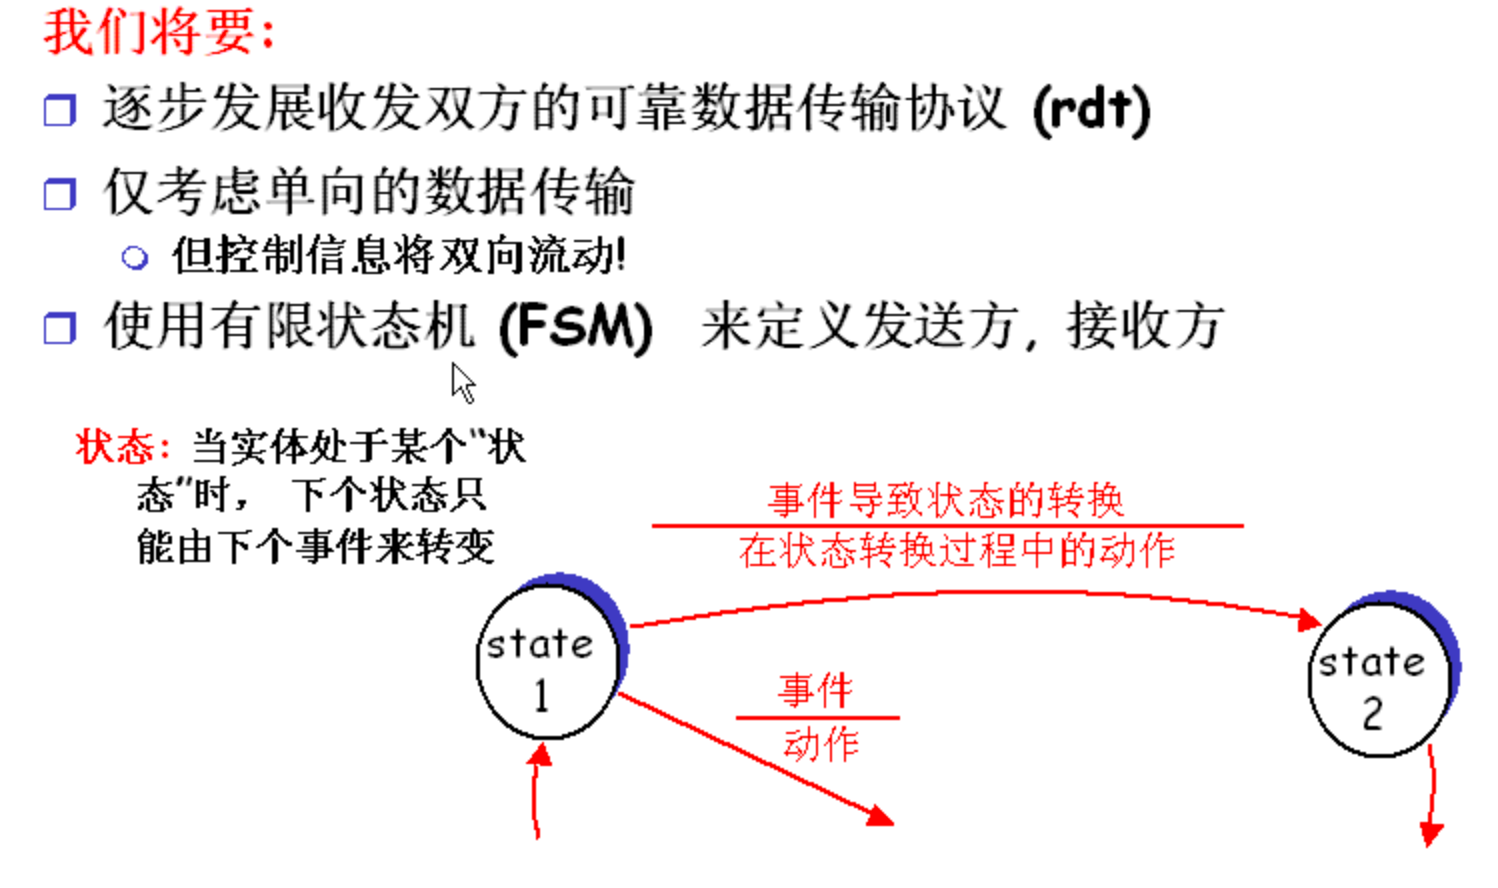 我们将要:
逐步发展收发双方的可靠数据传输协议 (rdt)
仅考虑单向的数据传输
但控制信息将双向流动!
使用有限状态机 (FSM) 来定义发送方, 接收方
状态: 当实体处于某个“状
态”时, 下个状态只
能由下个事件来转变
事件导致状态的转换
在状态转换过程中的动作
state
1
事件
动作
state
2